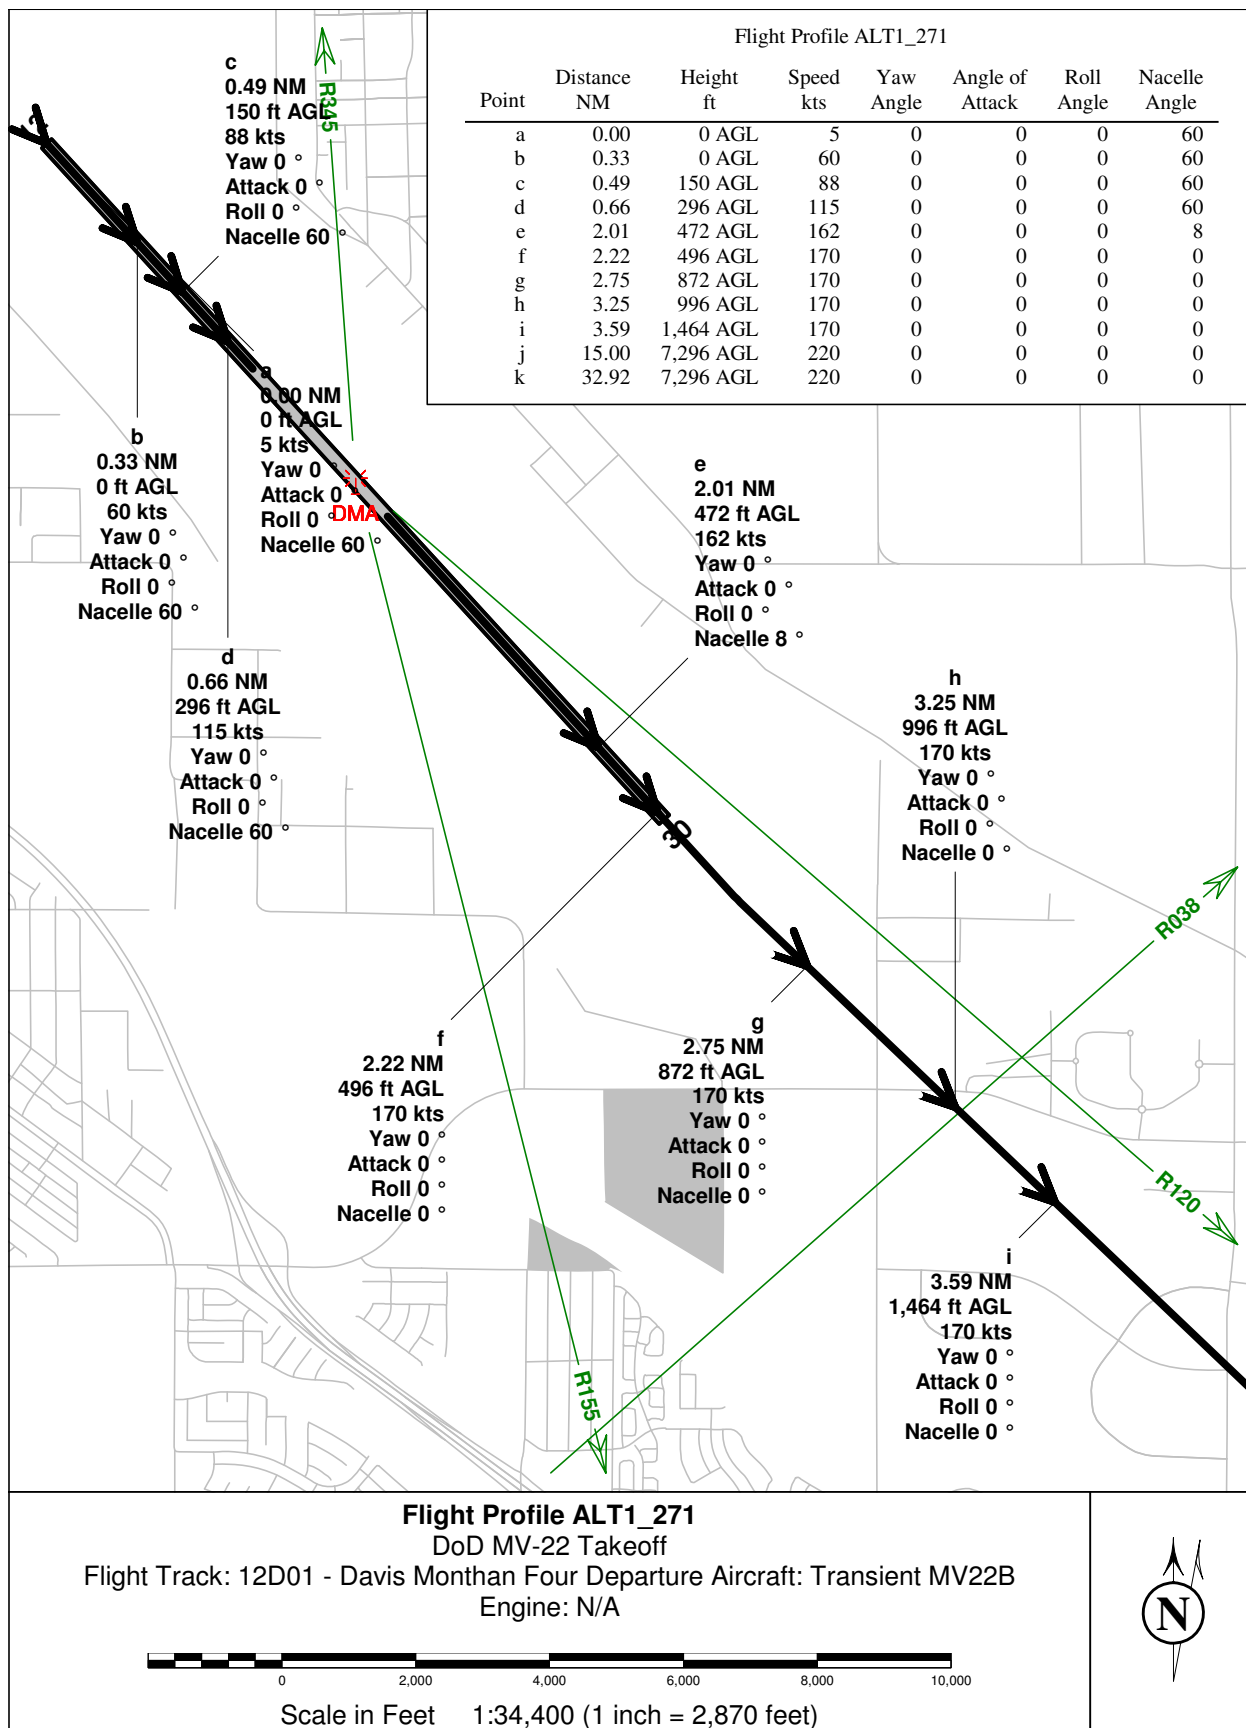 Flight Profile ALT1_271
Point Distance NM Height ft Speed kts Yaw Angle Angle of Attack Roll Angle Nacelle Angle
a 0.00 0 AGL 5 0 0 0 60
b 0.33 0 AGL 60 0 0 0 60
c 0.49 150 AGL 88 0 0 0 60
d 0.66 296 AGL 115 0 0 0 60
e 2.01 472 AGL 162 0 0 0 8
f 2.22 496 AGL 170 0 0 0 0
g 2.75 872 AGL 170 0 0 0 0
h 3.25 996 AGL 170 0 0 0 0
i 3.59 1,464 AGL 170 0 0 0 0
j 15.00 7,296 AGL 220 0 0 0 0
k 32.92 7,296 AGL 220 0 0 0 0
c
0.49 NM
150 ft AGL
88 kts
Yaw 0 °
Attack 0 °
Roll 0 °
Nacelle 60 °
R345
a
0.00 NM
0 ft AGL
5 kts
Yaw 0 °
Attack 0 °
Roll 0 °
Nacelle 60 °
DMA
b
0.33 NM
0 ft AGL
60 kts
Yaw 0 °
Attack 0 °
Roll 0 °
Nacelle 60 °
d
0.66 NM
296 ft AGL
115 kts
Yaw 0 °
Attack 0 °
Roll 0 °
Nacelle 60 °
e
2.01 NM
472 ft AGL
162 kts
Yaw 0 °
Attack 0 °
Roll 0 °
Nacelle 8 °
h
3.25 NM
996 ft AGL
170 kts
Yaw 0 °
Attack 0 °
Roll 0 °
Nacelle 0 °
30
R038
f
2.22 NM
496 ft AGL
170 kts
Yaw 0 °
Attack 0 °
Roll 0 °
Nacelle 0 °
g
2.75 NM
872 ft AGL
170 kts
Yaw 0 °
Attack 0 °
Roll 0 °
Nacelle 0 °
R120
i
3.59 NM
1,464 ft AGL
170 kts
Yaw 0 °
Attack 0 °
Roll 0 °
Nacelle 0 °
R155
Flight Profile ALT1_271
DoD MV-22 Takeoff
Flight Track: 12D01 - Davis Monthan Four Departure Aircraft: Transient MV22B
Engine: N/A
0 2,000 4,000 6,000 8,000 10,000
Scale in Feet 1:34,400 (1 inch = 2,870 feet)
N